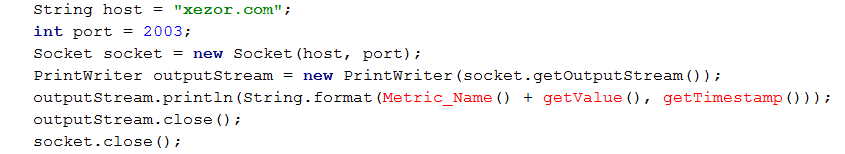 String host = "xezor.com";
int port = 2003;
Socket socket = new Socket(host, port);
PrintWriter outputStream = new PrintWriter(socket.getOutputStream());
outputStream.println(String.format(Metric_Name() + getValue(), getTimestamp()));
outputStream.close();
socket.close();